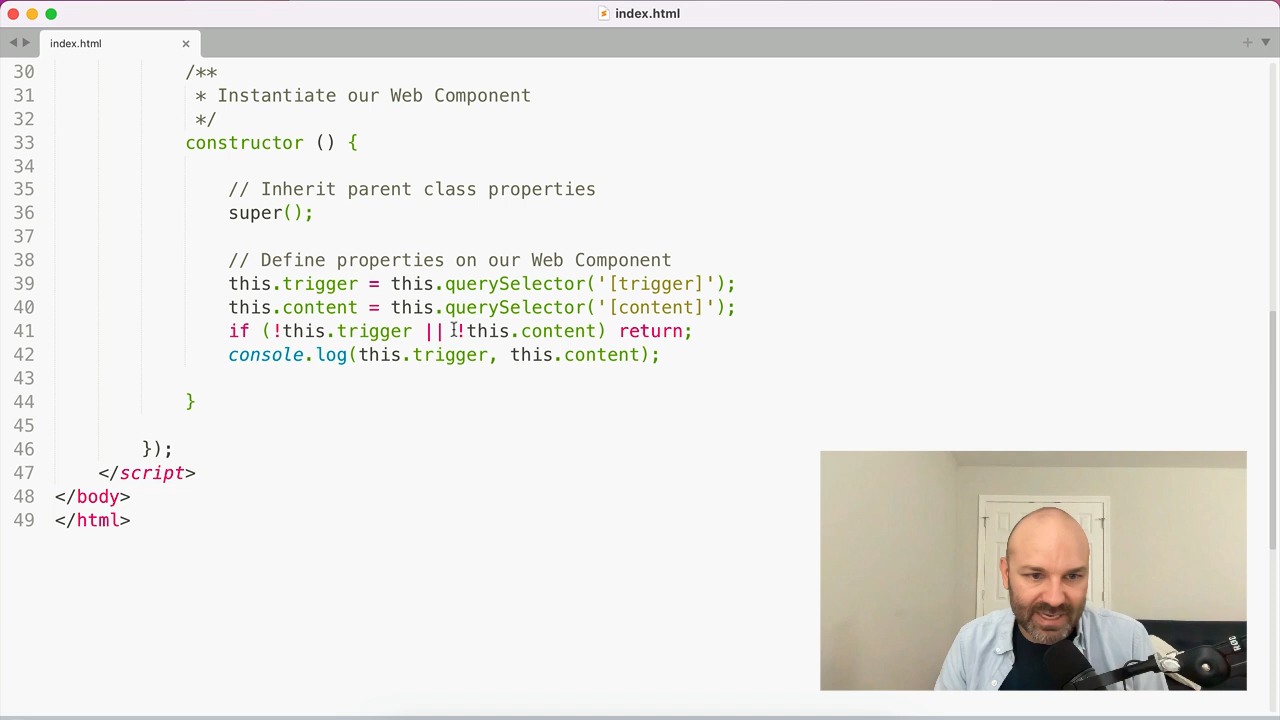 index.html
index.html
30 /**
31 * Instantiate our Web Component
32 */
33 constructor () {
34
35 // Inherit parent class properties
36 super();
37
38 // Define properties on our Web Component
39 this.trigger = this.querySelector('[trigger]');
40 this.content = this.querySelector('[content]');
41 if (!this.trigger || !this.content) return;
42 console.log(this.trigger, this.content);
43
44 }
45
46 });
47 </script>
48 </body>
49 </html>